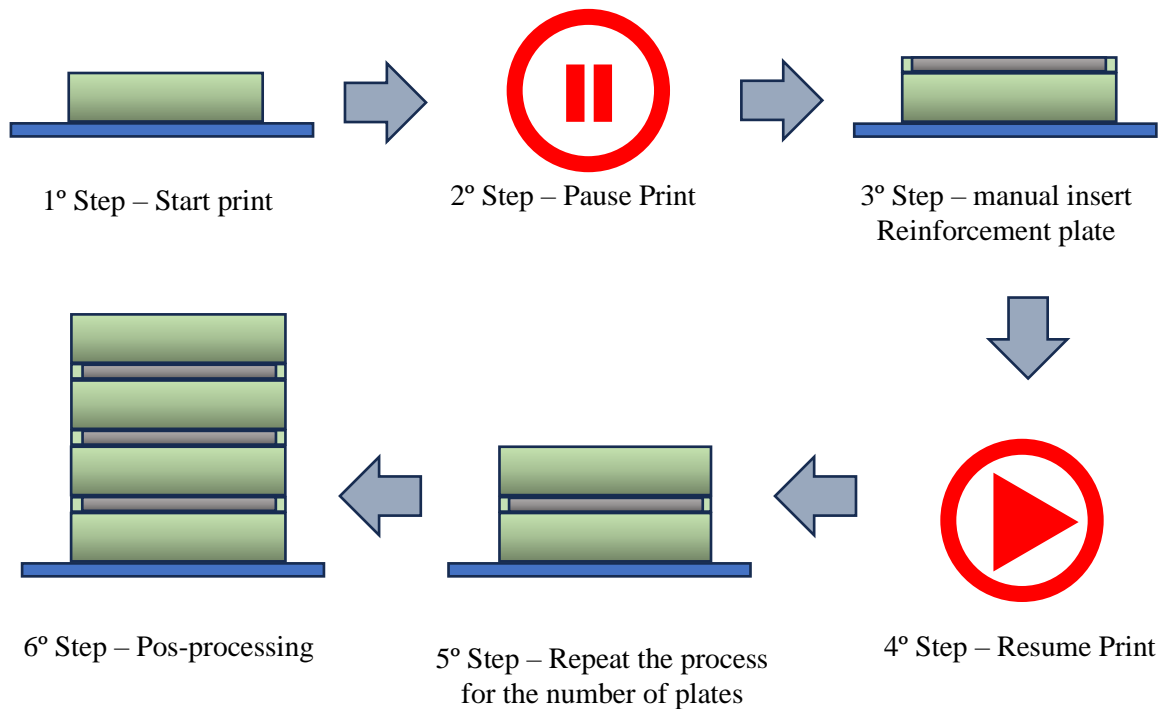 1º Step – Start print
2º Step – Pause Print
3º Step – manual insert
Reinforcement plate
4º Step – Resume Print
5º Step – Repeat the process
for the number of plates
6º Step – Pos-processing